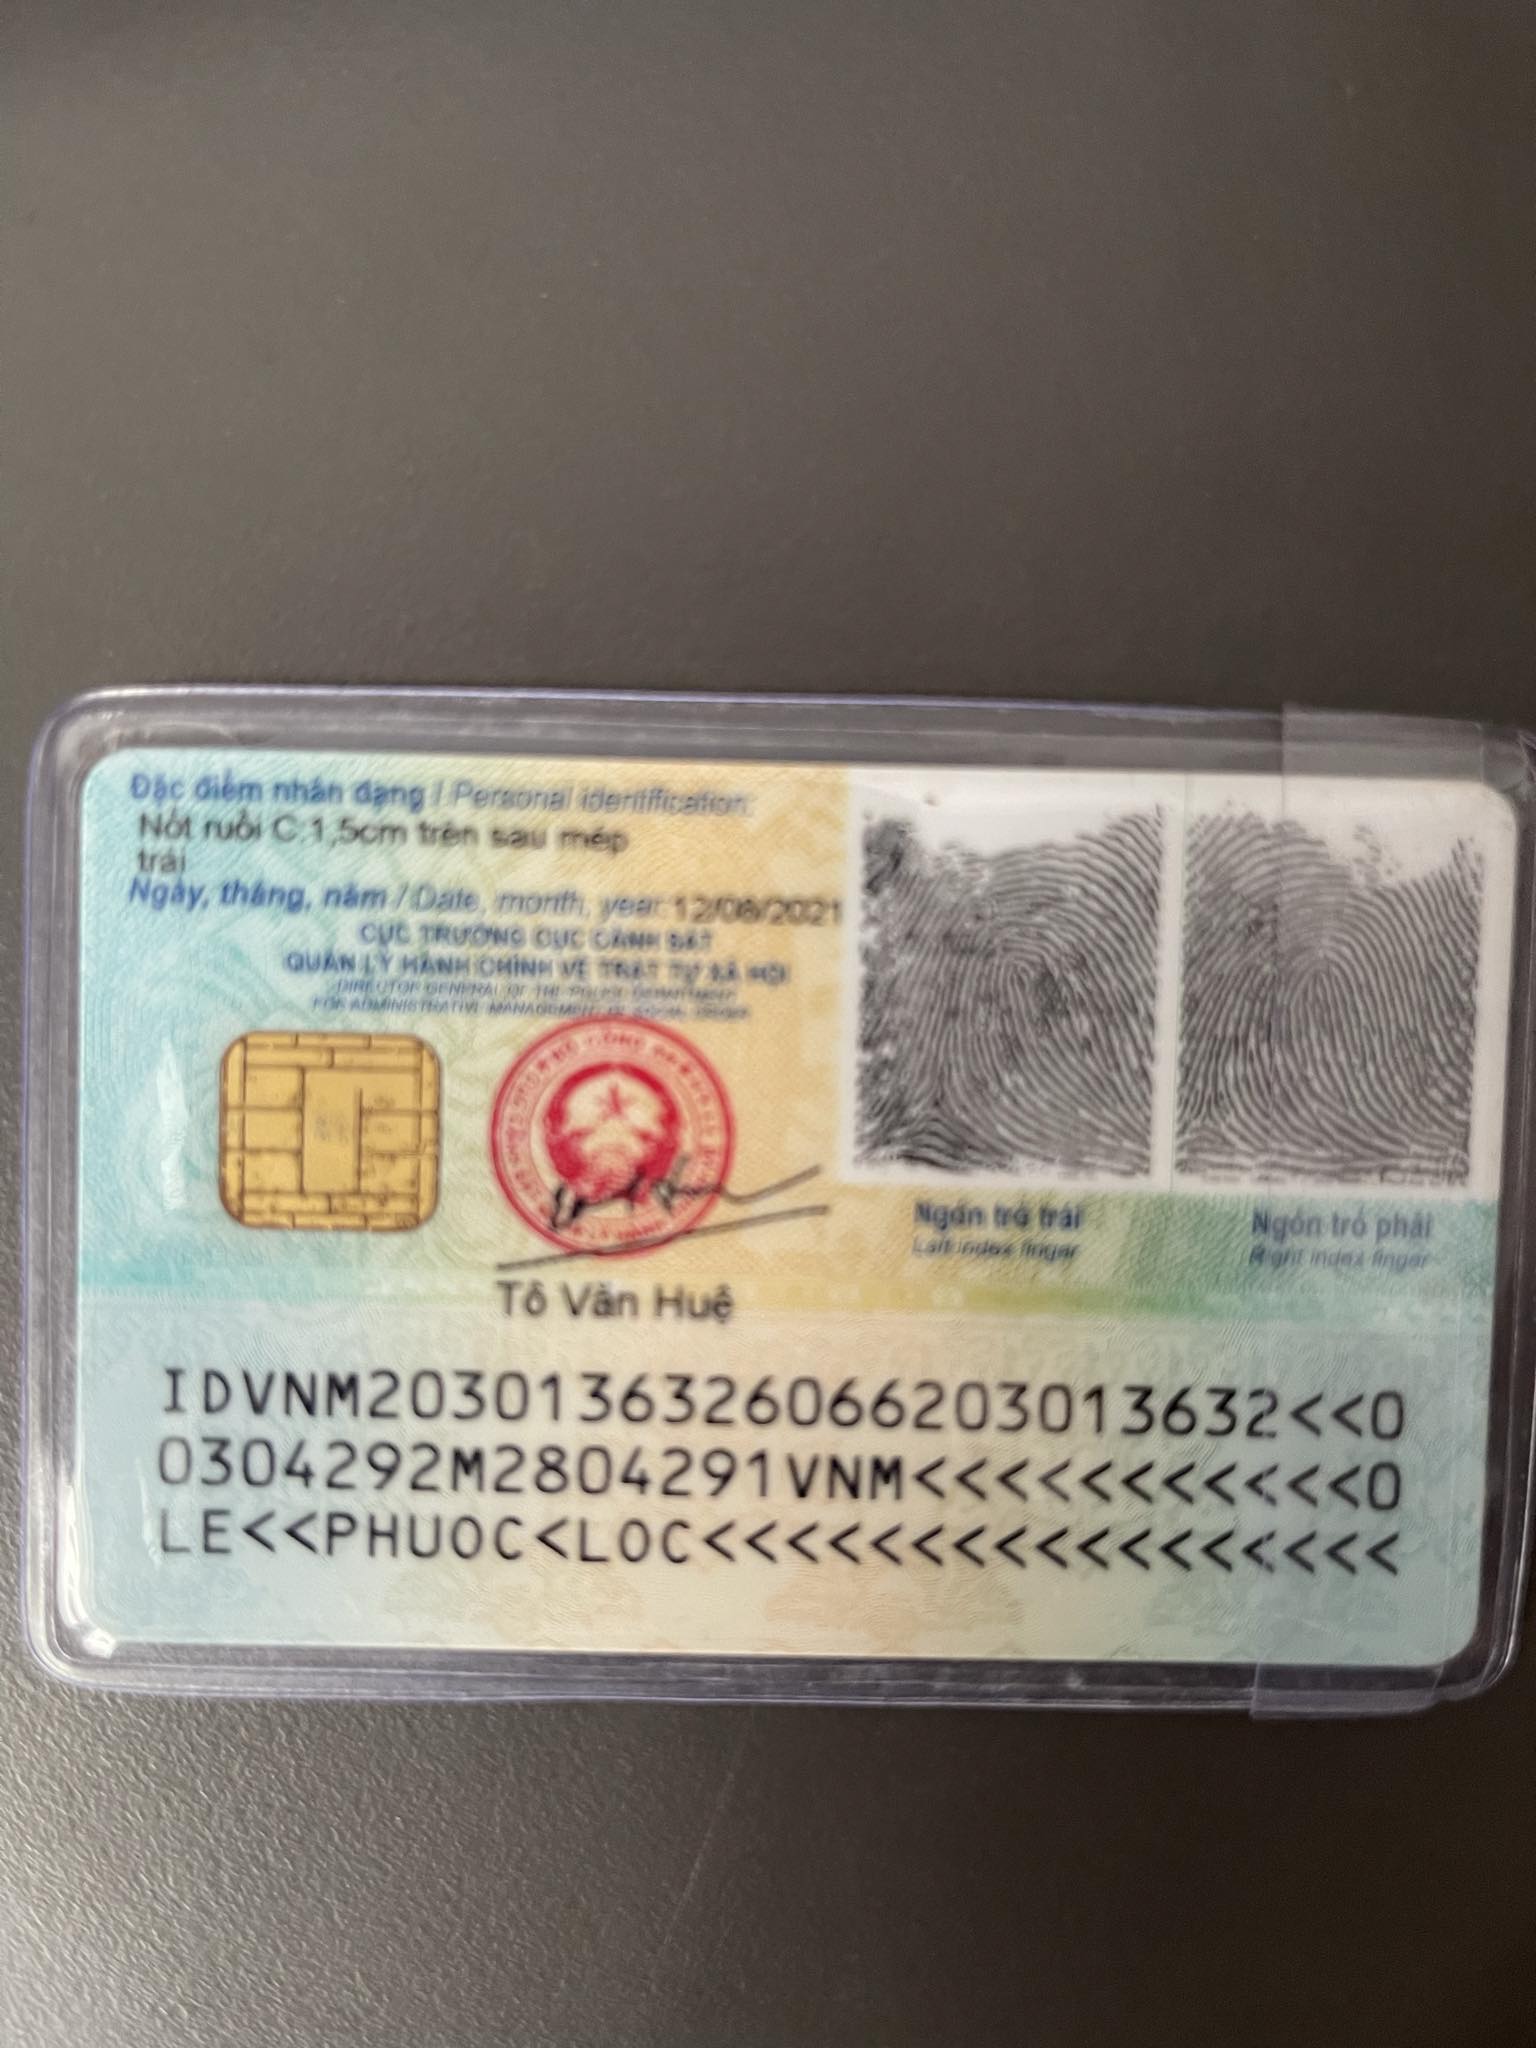 Đặc điểm nhân dạng / Personal identification:
Nốt ruồi C:1,5cm trên sau mép
trái
Ngày, tháng, năm / Date, month, year: 12/08/2021
CỤC TRƯỞNG CỤC CẢNH SÁT
QUẢN LÝ HÀNH CHÍNH VỀ TRẬT TỰ XÃ HỘI
DIRECTOR GENERAL OF THE POLICE DEPARTMENT
FOR ADMINISTRATIVE MANAGEMENT OF SOCIAL ORDER
Tô Văn Huệ
Ngón trỏ trái
Left index finger
Ngón trỏ phải
Right index finger
IDVNM2030136326066203013632<<0
0304292M2804291VNM<<<<<<<<<<<0
LE<<PHUOC<LOC<<<<<<<<<<<<<<<<<